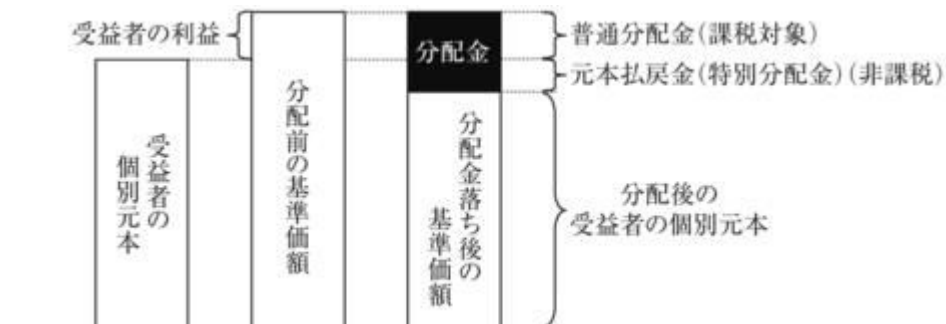 受益者の利益
分配金
普通分配金(課税対象)
元本払戻金(特別分配金)(非課税)
受益者の
個別元本
分配前の基準価額
分配金落ち後の
基準価額
分配後の
受益者の個別元本